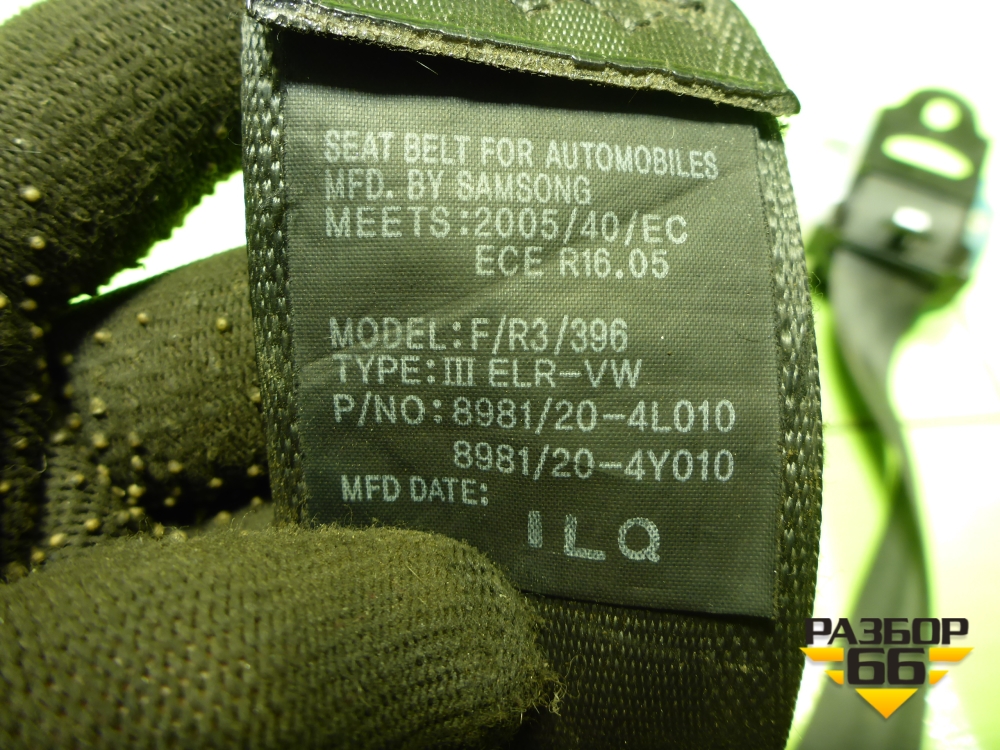 SEAT BELT FOR AUTOMOBILES
MFD. BY SAMSONG
MEETS:2005/40/EC
ECE R16.05
MODEL:F/R3/396
TYPE:III ELR-VW
P/NO:8981/20-4L010
8981/20-4Y010
MFD DATE:
ILQ
РАЗБОР
66